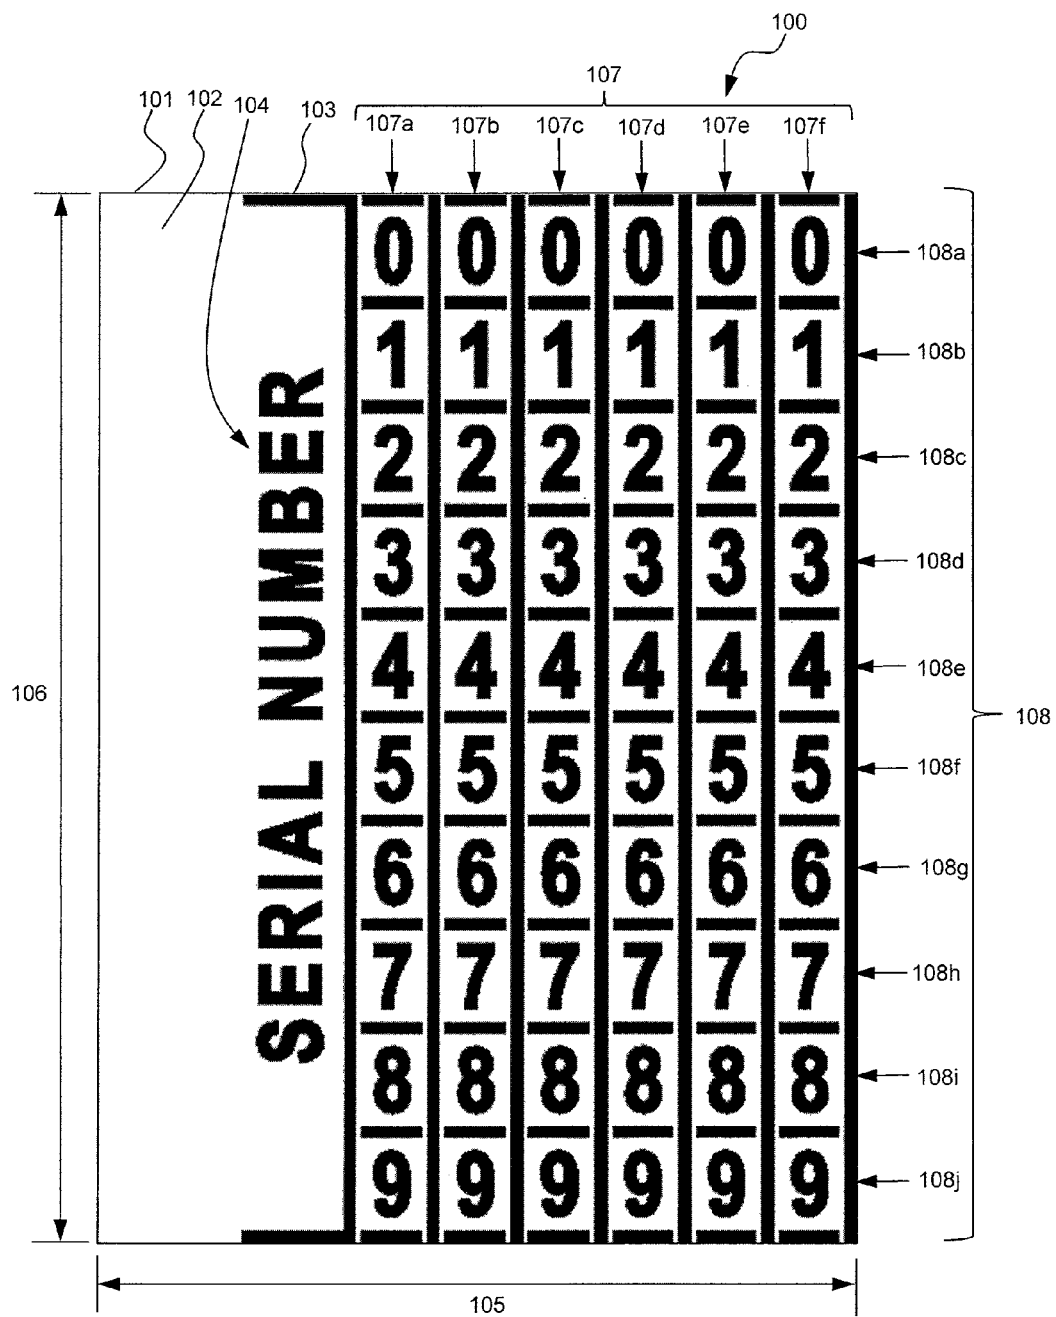 100
107
101 102 104 103
107a 107b 107c 107d 107e 107f
0 0 0 0 0 0 108a
1 1 1 1 1 1 108b
2 2 2 2 2 2 108c
3 3 3 3 3 3 108d
4 4 4 4 4 4 108e
106
108
5 5 5 5 5 5 108f
6 6 6 6 6 6 108g
7 7 7 7 7 7 108h
8 8 8 8 8 8 108i
9 9 9 9 9 9 108j
SERIAL NUMBER
105